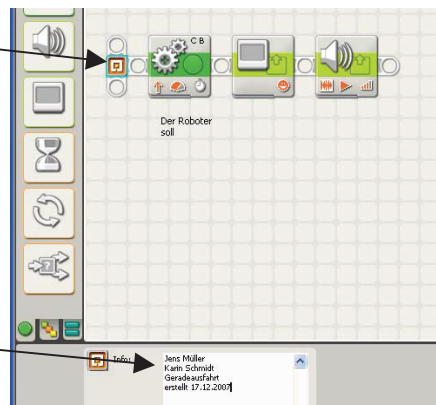 C B
Der Roboter
soll
Info:
Jens Müller
Karin Schmidt
Geradeausfahrt
erstellt 17.12.2007